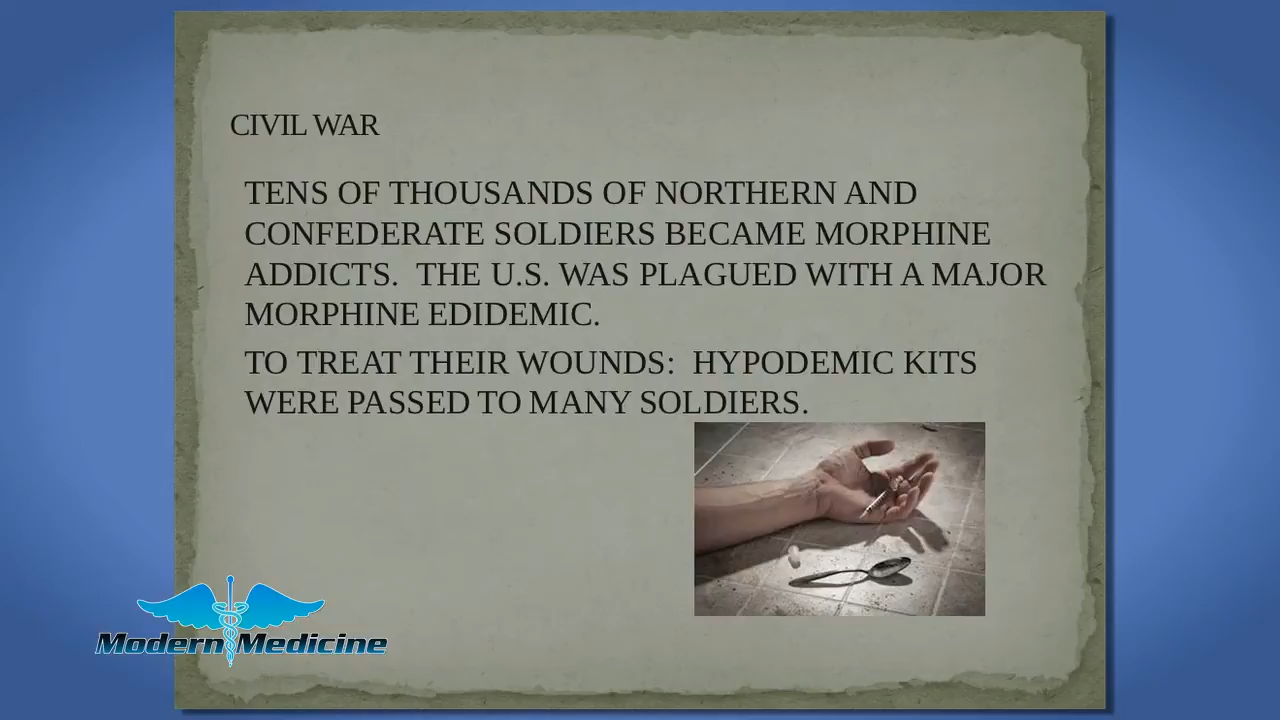 CIVIL WAR
TENS OF THOUSANDS OF NORTHERN AND
CONFEDERATE SOLDIERS BECAME MORPHINE
ADDICTS.  THE U.S. WAS PLAGUED WITH A MAJOR
MORPHINE EDIDEMIC.
TO TREAT THEIR WOUNDS:  HYPODEMIC KITS
WERE PASSED TO MANY SOLDIERS.
Modern Medicine